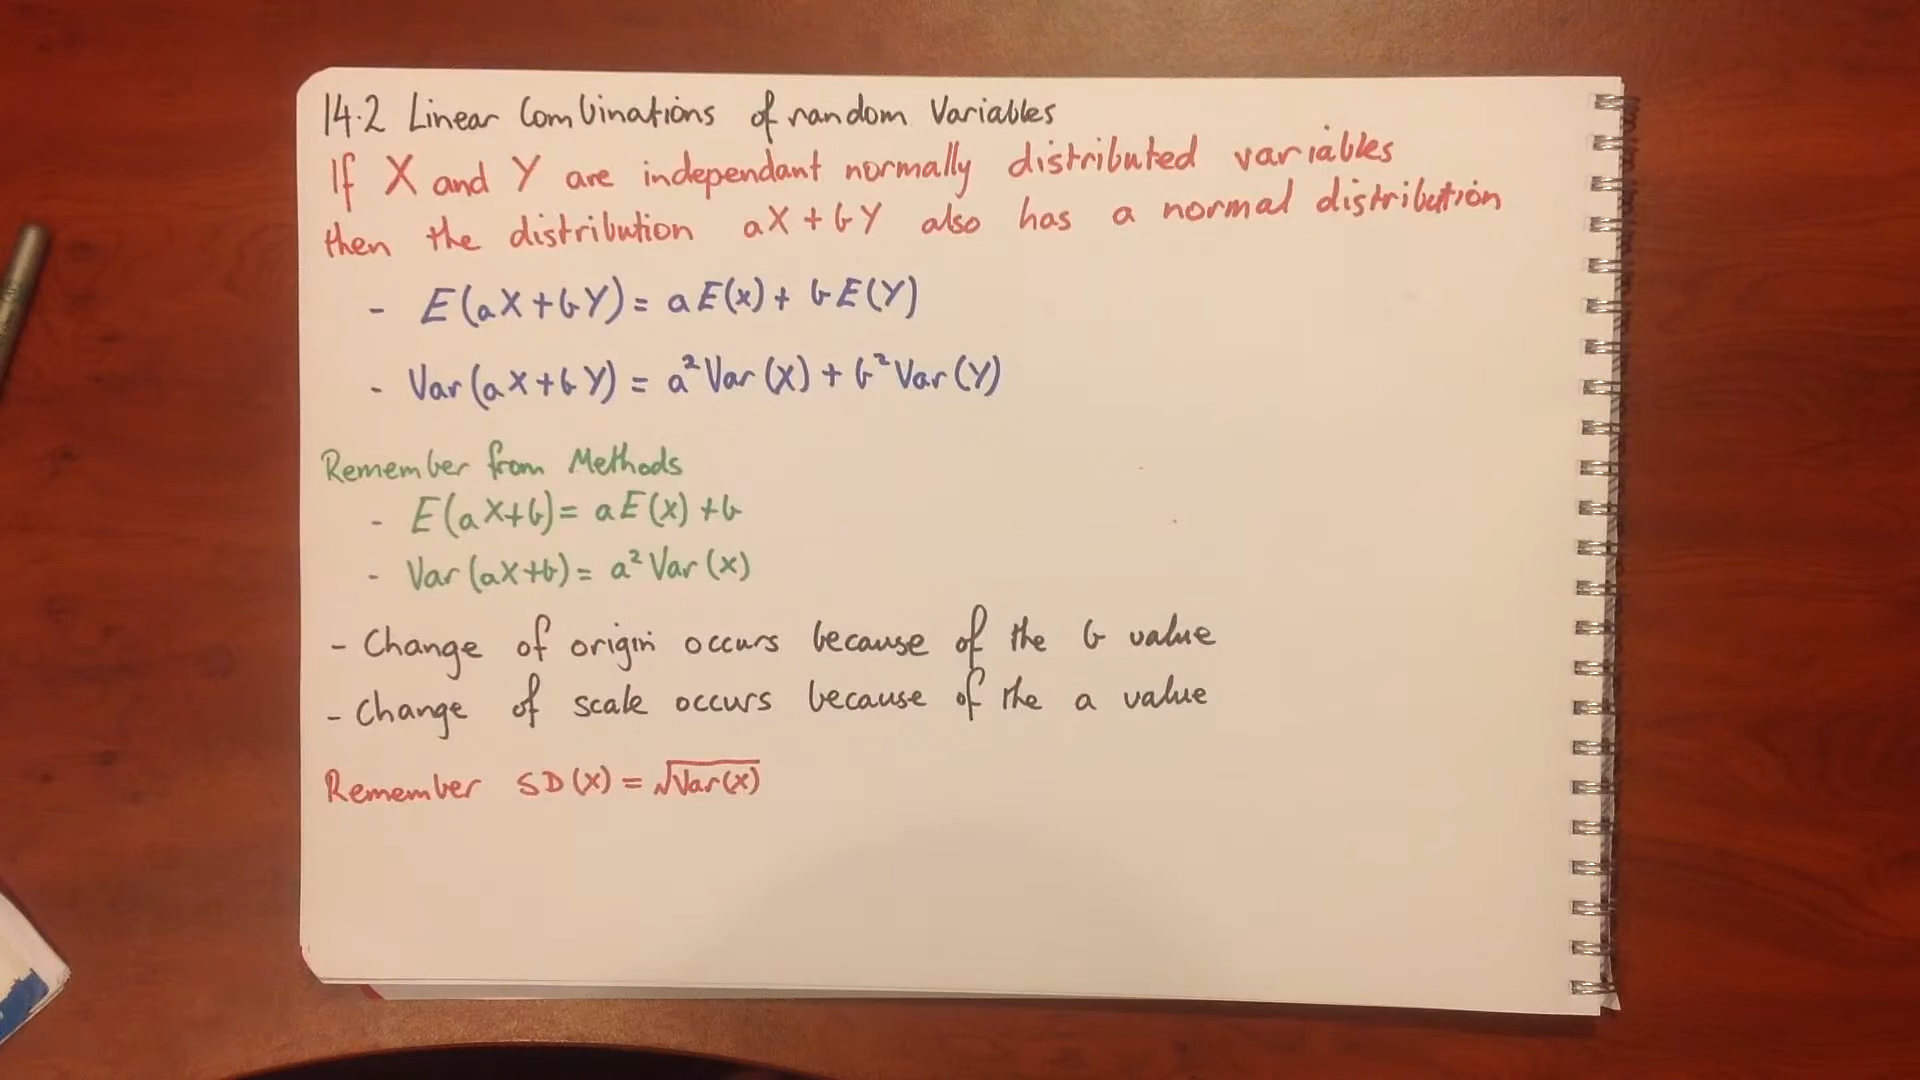 14.2 Linear Combinations of random Variables
If X and Y are independant normally distributed variables
then the distribution aX + bY also has a normal distribution
- E(aX+bY) = aE(x) + bE(Y)
- Var(aX+bY) = a²Var(X) + b²Var(Y)
Remember from Methods
- E(aX+b) = aE(x) + b
- Var(aX+b) = a²Var(x)
- Change of origin occurs because of the b value
- Change of scale occurs because of the a value
Remember SD(X) = √Var(x)